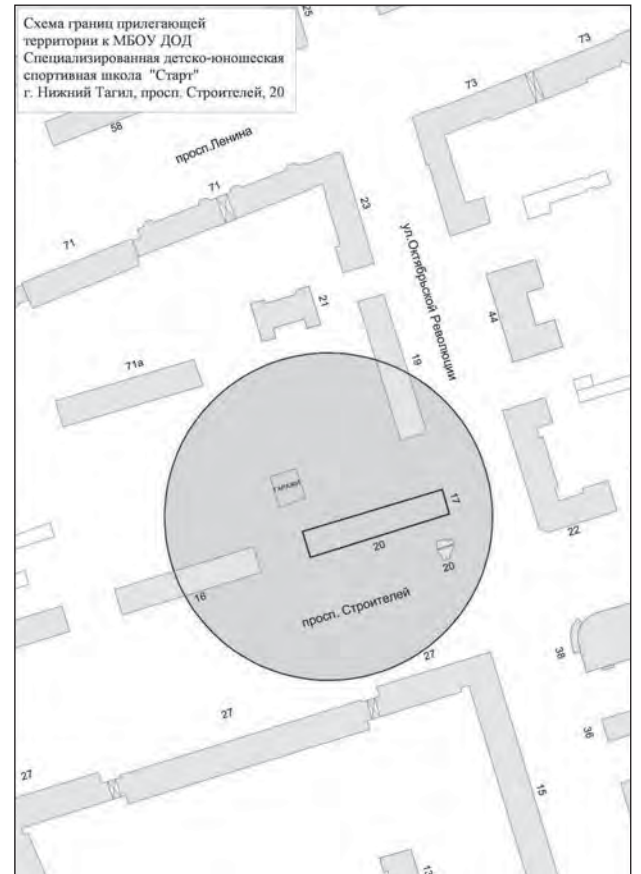 Схема границ прилегающей
территории к МБОУ ДОД
Специализированная детско-юношеская
спортивная школа "Старт"
г. Нижний Тагил, просп. Строителей, 20
25
73
73
58
просп.Ленина
71
23
71
ул.Октябрьской Революции
21
44
19
71а
ГАРАЖИ
17
20
22
20
16
просп. Строителей
27
38
27
36
27
15